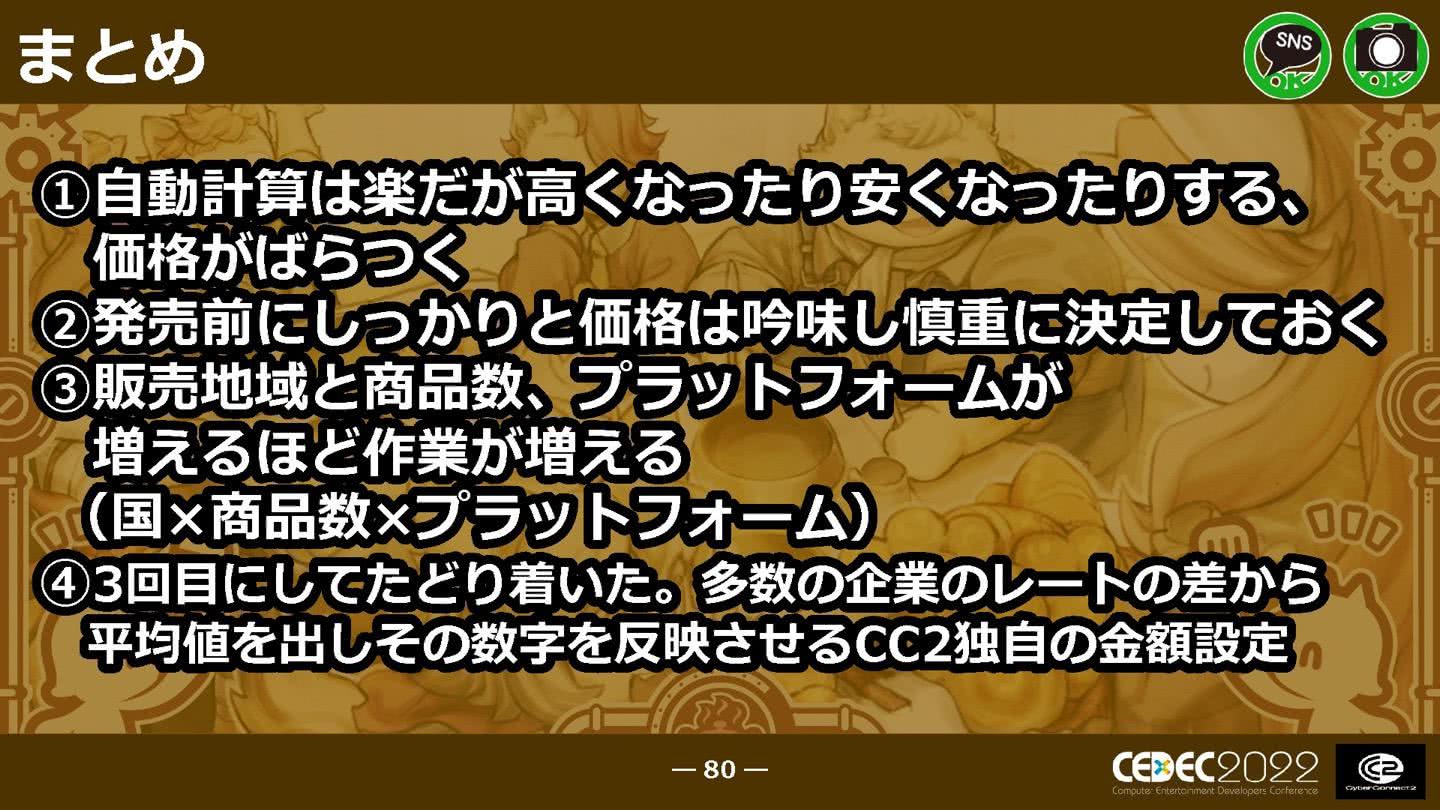 まとめ
SNS
OK
OK
①自動計算は楽だが高くなったり安くなったりする、
価格がばらつく
②発売前にしっかりと価格は吟味し慎重に決定しておく
③販売地域と商品数、プラットフォームが
増えるほど作業が増える
（国×商品数×プラットフォーム）
④3回目にしてたどり着いた。多数の企業のレートの差から
平均値を出しその数字を反映させるCC2独自の金額設定
― 80 ―
CEDEC2022
Computer Entertainment Developers Conference
CyberConnect2